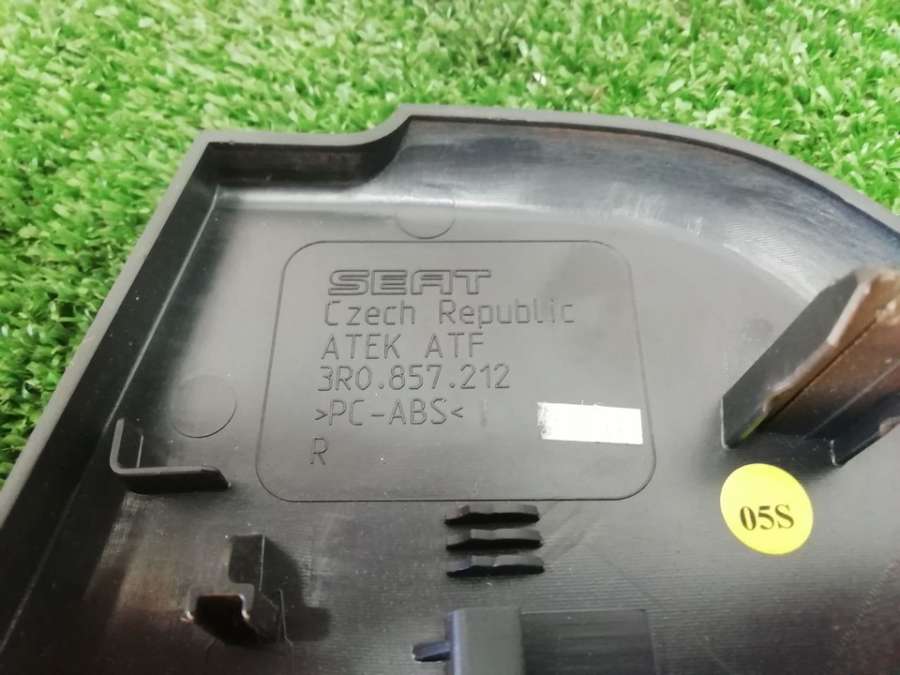 SEAT
Czech Republic
ATEK ATF
3R0.857.212
>PC-ABS<
R
05S